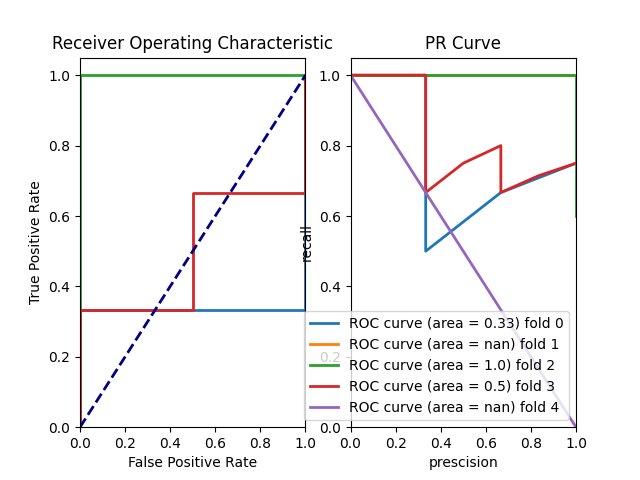 Receiver Operating Characteristic
PR Curve
1.0
0.8
0.6
0.4
0.2
0.0
True Positive Rate
0.0 0.2 0.4 0.6 0.8 1.0
False Positive Rate
1.0
0.8
0.6
0.4
0.2
0.0
recall
0.0 0.2 0.4 0.6 0.8 1.0
prescision
ROC curve (area = 0.33) fold 0
ROC curve (area = nan) fold 1
ROC curve (area = 1.0) fold 2
ROC curve (area = 0.5) fold 3
ROC curve (area = nan) fold 4